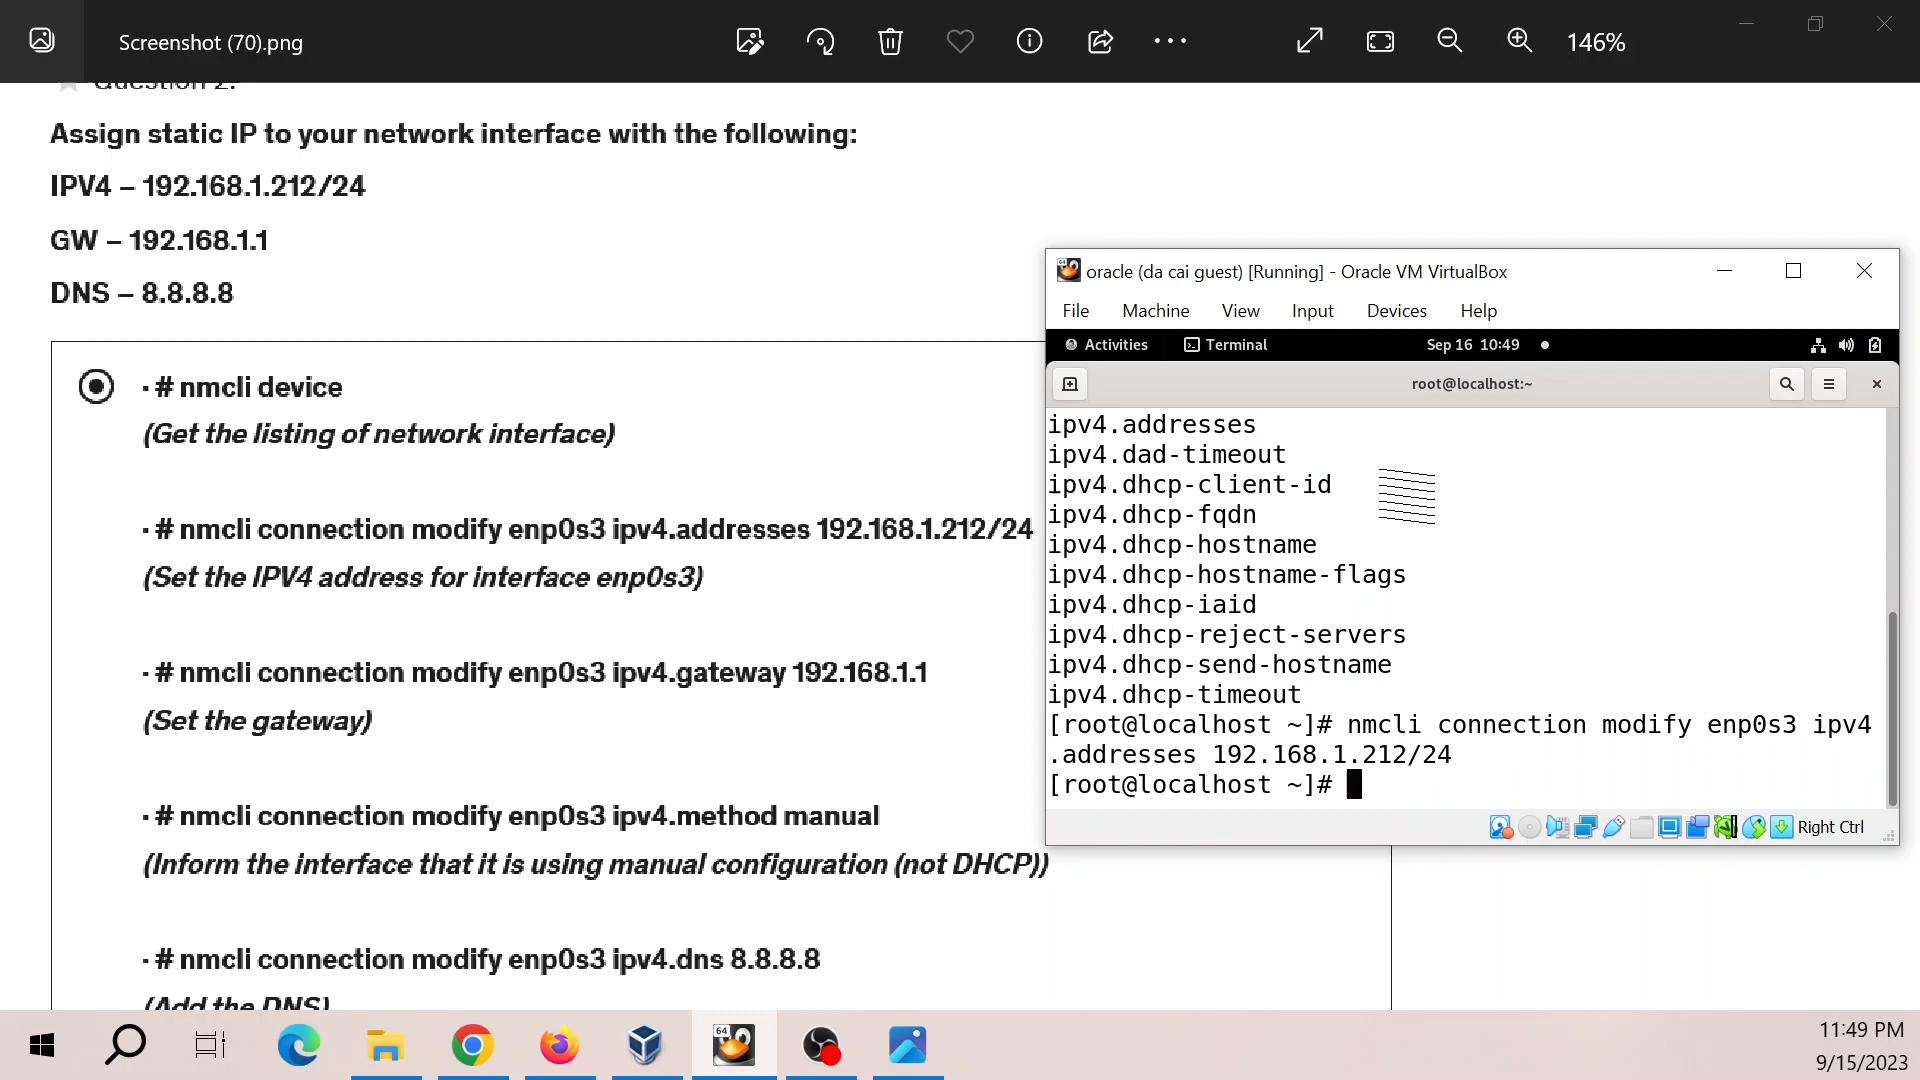 Screenshot (70).png
146%
Question 2:
Assign static IP to your network interface with the following:
IPV4 – 192.168.1.212/24
GW – 192.168.1.1
DNS – 8.8.8.8
· # nmcli device
(Get the listing of network interface)
· # nmcli connection modify enp0s3 ipv4.addresses 192.168.1.212/24
(Set the IPV4 address for interface enp0s3)
· # nmcli connection modify enp0s3 ipv4.gateway 192.168.1.1
(Set the gateway)
· # nmcli connection modify enp0s3 ipv4.method manual
(Inform the interface that it is using manual configuration (not DHCP))
· # nmcli connection modify enp0s3 ipv4.dns 8.8.8.8
(Add the DNS)
64
oracle (da cai guest) [Running] - Oracle VM VirtualBox
File Machine View Input Devices Help
Activities Terminal Sep 16 10:49
root@localhost:~
ipv4.addresses
ipv4.dad-timeout
ipv4.dhcp-client-id
ipv4.dhcp-fqdn
ipv4.dhcp-hostname
ipv4.dhcp-hostname-flags
ipv4.dhcp-iaid
ipv4.dhcp-reject-servers
ipv4.dhcp-send-hostname
ipv4.dhcp-timeout
[root@localhost ~]# nmcli connection modify enp0s3 ipv4
.addresses 192.168.1.212/24
[root@localhost ~]#
Right Ctrl
64
11:49 PM
9/15/2023